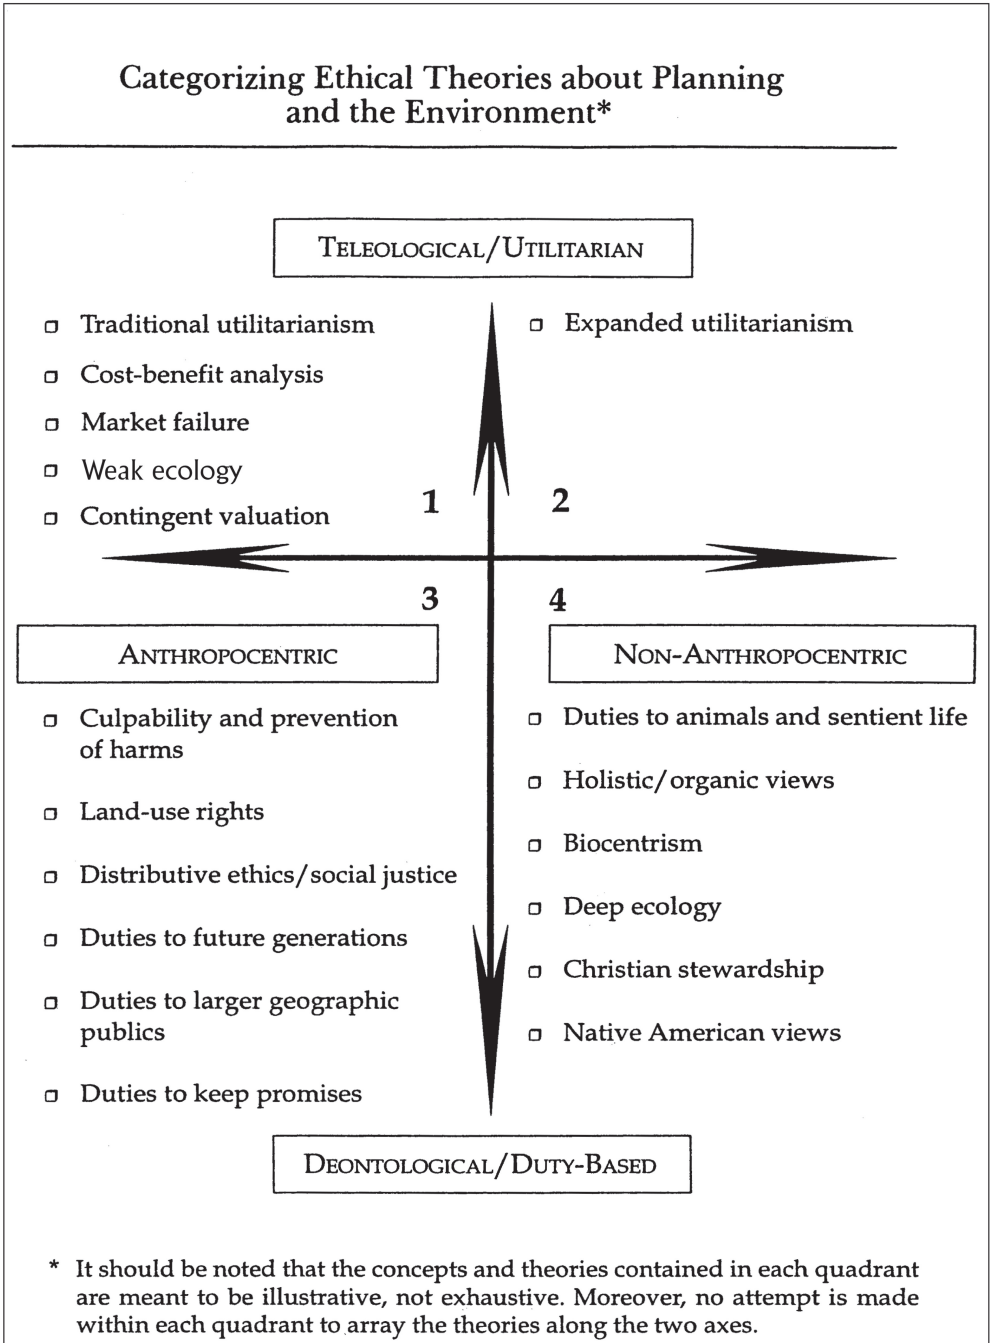 Categorizing Ethical Theories about Planning
and the Environment*
TELEOLOGICAL/UTILITARIAN
Traditional utilitarianism
Cost-benefit analysis
Market failure
Weak ecology
Contingent valuation
Expanded utilitarianism
1
2
3
4
ANTHROPOCENTRIC
NON-ANTHROPOCENTRIC
Culpability and prevention
of harms
Land-use rights
Distributive ethics/social justice
Duties to future generations
Duties to larger geographic
publics
Duties to keep promises
Duties to animals and sentient life
Holistic/organic views
Biocentrism
Deep ecology
Christian stewardship
Native American views
DEONTOLOGICAL/DUTY-BASED
* It should be noted that the concepts and theories contained in each quadrant
are meant to be illustrative, not exhaustive. Moreover, no attempt is made
within each quadrant to array the theories along the two axes.